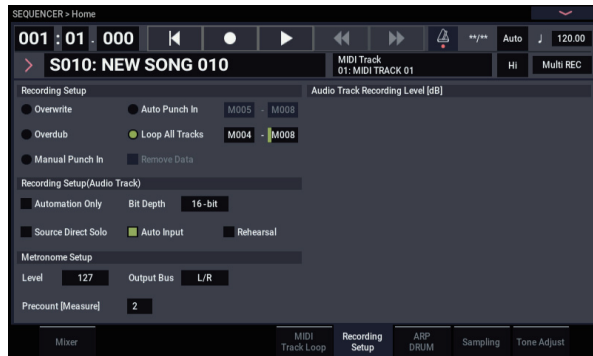 SEQUENCER > Home
001 : 01 . 000 **/** Auto ♩ 120.00
S010: NEW SONG 010
MIDI Track
01: MIDI TRACK 01
Hi
Multi REC
Recording Setup
Audio Track Recording Level [dB]
Overwrite
Auto Punch In M005 - M008
Overdub
Loop All Tracks M004 - M008
Manual Punch In
Remove Data
Recording Setup(Audio Track)
Automation Only
Bit Depth 16-bit
Source Direct Solo
Auto Input
Rehearsal
Metronome Setup
Level 127
Output Bus L/R
Precount [Measure] 2
Mixer
MIDI
Track Loop
Recording
Setup
ARP
DRUM
Sampling
Tone Adjust